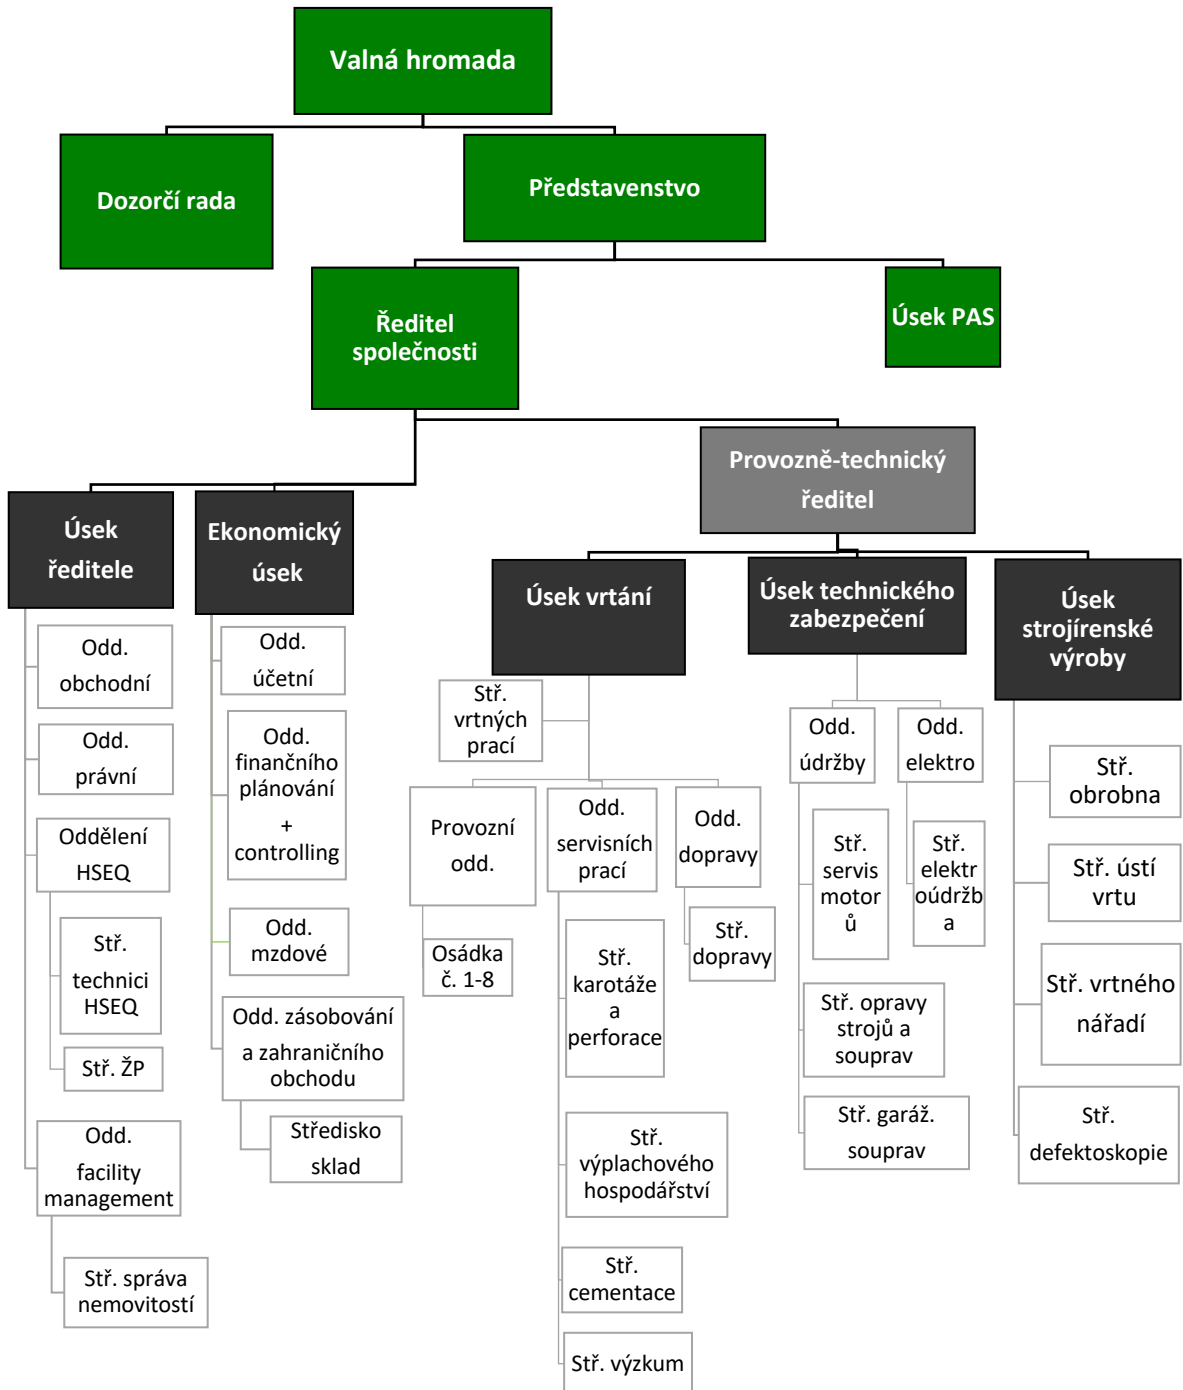 Valná hromada
Dozorčí rada
Představenstvo
Ředitel
společnosti
Úsek PAS
Provozně-technický
ředitel
Úsek
ředitele
Ekonomický
úsek
Úsek vrtání
Úsek technického
zabezpečení
Úsek
strojírenské
výroby
Odd.
obchodní
Odd.
právní
Oddělení
HSEQ
Stř.
technici
HSEQ
Stř. ŽP
Odd.
facility
management
Stř. správa
nemovitostí
Odd.
účetní
Odd.
finančního
plánování
+
controlling
Odd.
mzdové
Odd. zásobování
a zahraničního
obchodu
Středisko
sklad
Stř.
vrtných
prací
Provozní
odd.
Osádka
č. 1-8
Odd.
servisních
prací
Stř.
karotáže
a
perforace
Stř.
výplachového
hospodářství
Stř.
cementace
Stř. výzkum
Odd.
dopravy
Stř.
dopravy
Odd.
údržby
Stř.
servis
motor
ů
Stř. opravy
strojů a
souprav
Stř. garáž.
souprav
Odd.
elektro
Stř.
elektr
oúdržb
a
Stř.
obrobna
Stř. ústí
vrtu
Stř. vrtného
nářadí
Stř.
defektoskopie